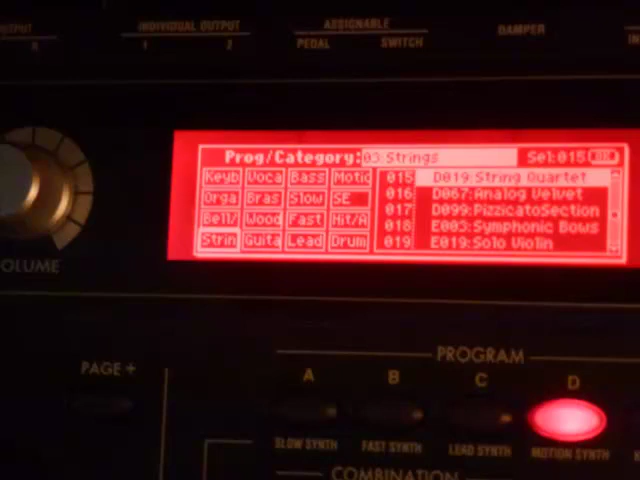 INDIVIDUAL OUTPUT
1 2
ASSIGNABLE
PEDAL SWITCH
DAMPER
Prog/Category:03:Strings Sel:015 OK
Keyb Voca Bass Motio
Orga Bras Slow SE
Bell/ Wood Fast Hit/A
Strin Guita Lead Drum
015 D019:String Quartet
016 D067:Analog Velvet
017 D099:PizzicatoSection
018 E003:Symphonic Bows
019 E019:Solo Violin
OLUME
PAGE +
PROGRAM
A B C D
SLOW SYNTH FAST SYNTH LEAD SYNTH MOTION SYNTH
COMBINATION